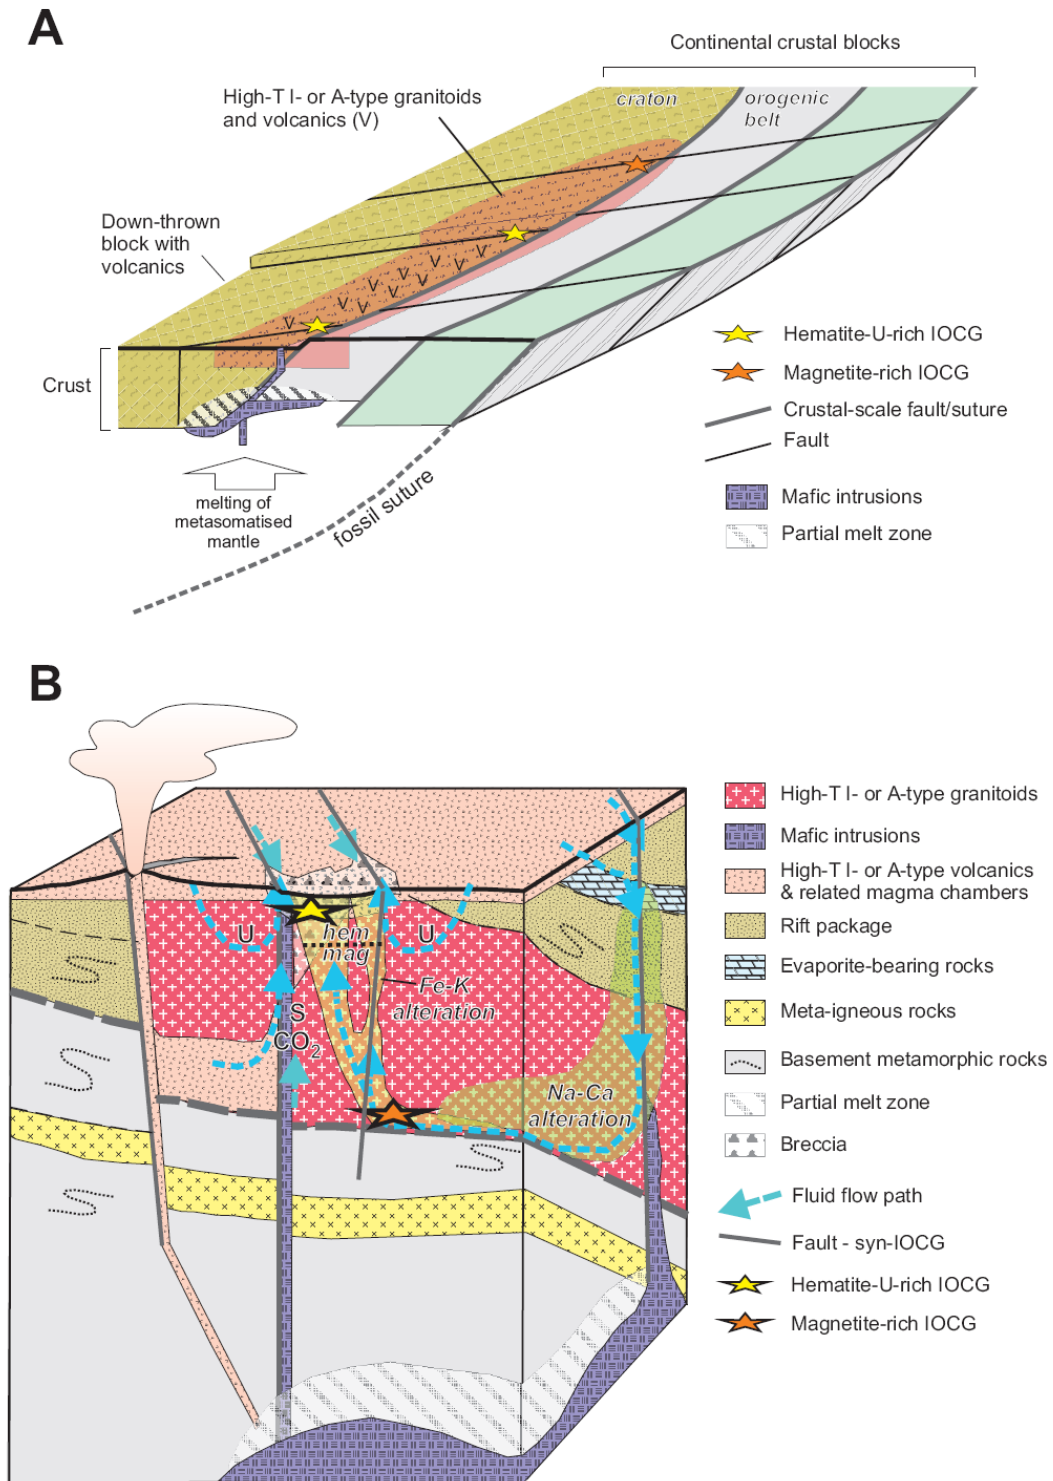 A
Continental crustal blocks
High-T I- or A-type granitoids
and volcanics (V)
craton
orogenic
belt
Down-thrown
block with
volcanics
V V V V V
V V V V
V
Crust
melting of
metasomatised
mantle
fossil suture
Hematite-U-rich IOCG
Magnetite-rich IOCG
Crustal-scale fault/suture
Fault
Mafic intrusions
Partial melt zone
B
U
hem
mag
U
Fe-K
alteration
S
CO2
Na-Ca
alteration
High-T I- or A-type granitoids
Mafic intrusions
High-T I- or A-type volcanics
& related magma chambers
Rift package
Evaporite-bearing rocks
Meta-igneous rocks
Basement metamorphic rocks
Partial melt zone
Breccia
Fluid flow path
Fault - syn-IOCG
Hematite-U-rich IOCG
Magnetite-rich IOCG